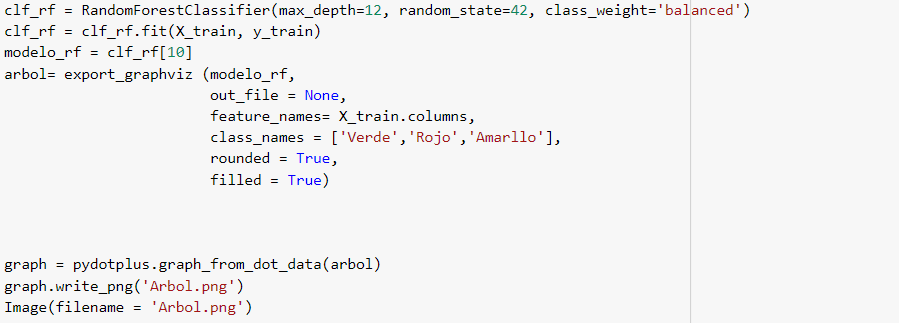 clf_rf = RandomForestClassifier(max_depth=12, random_state=42, class_weight='balanced')
clf_rf = clf_rf.fit(X_train, y_train)
modelo_rf = clf_rf[10]
arbol= export_graphviz (modelo_rf,
out_file = None,
feature_names= X_train.columns,
class_names = ['Verde','Rojo','Amarllo'],
rounded = True,
filled = True)
graph = pydotplus.graph_from_dot_data(arbol)
graph.write_png('Arbol.png')
Image(filename = 'Arbol.png')